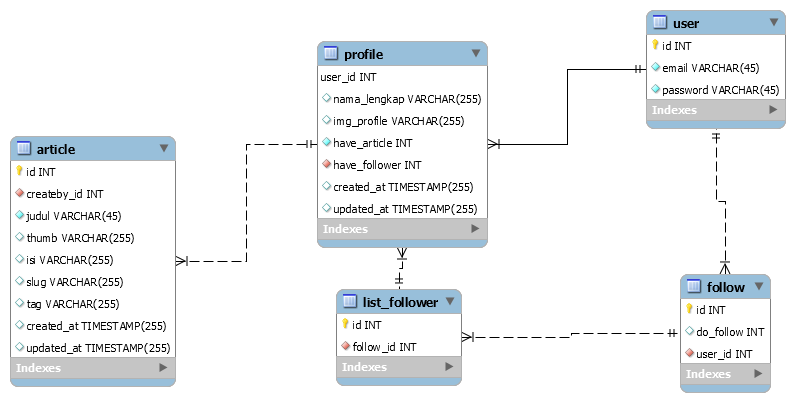 user
id INT
email VARCHAR(45)
password VARCHAR(45)
Indexes
profile
user_id INT
nama_lengkap VARCHAR(255)
img_profile VARCHAR(255)
have_article INT
have_follower INT
created_at TIMESTAMP(255)
updated_at TIMESTAMP(255)
Indexes
article
id INT
createby_id INT
judul VARCHAR(45)
thumb VARCHAR(255)
isi VARCHAR(255)
slug VARCHAR(255)
tag VARCHAR(255)
created_at TIMESTAMP(255)
updated_at TIMESTAMP(255)
Indexes
list_follower
id INT
follow_id INT
Indexes
follow
id INT
do_follow INT
user_id INT
Indexes